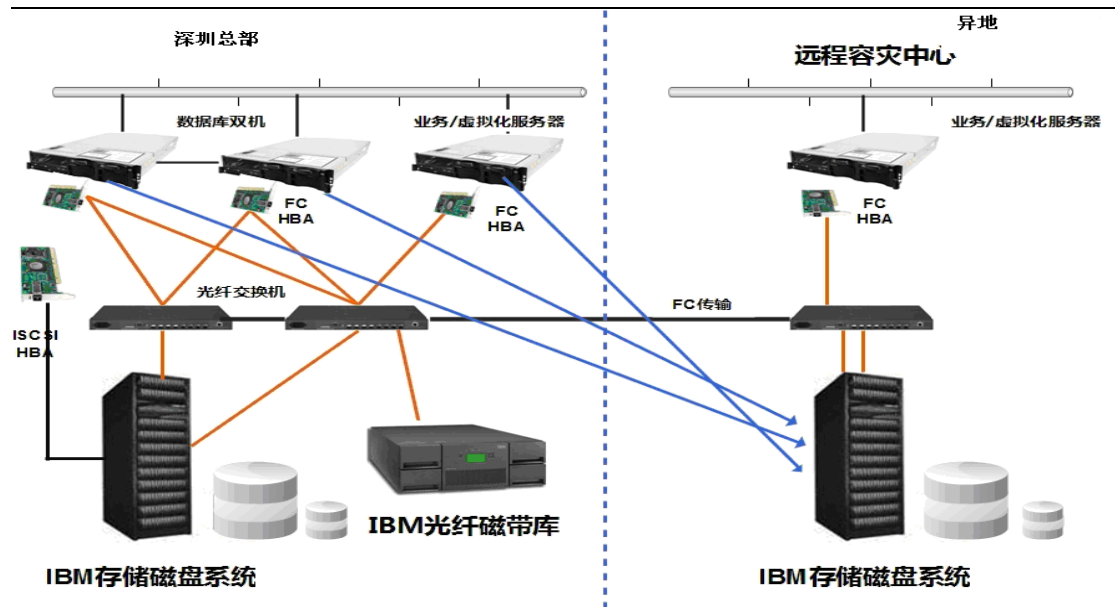 深圳总部
异地
远程容灾中心
数据库双机
业务/虚拟化服务器
业务/虚拟化服务器
FC
HBA
FC
HBA
FC
HBA
ISCSI
HBA
光纤交换机
FC传输
IBM光纤磁带库
IBM存储磁盘系统
IBM存储磁盘系统